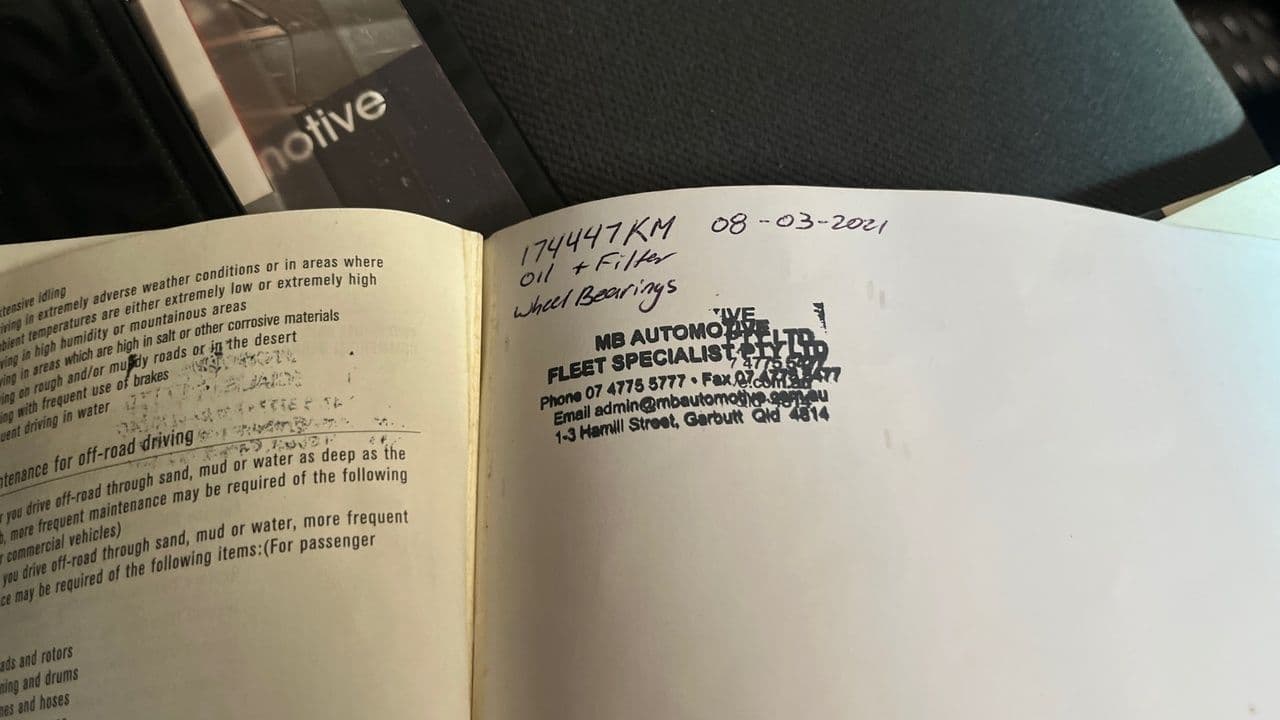 notive
xtensive idling
iving in extremely adverse weather conditions or in areas where
bient temperatures are either extremely low or extremely high
ving in high humidity or mountainous areas
ving in areas which are high in salt or other corrosive materials
ing on rough and/or muddy roads or in the desert
ng with frequent use of brakes
uent driving in water
ntenance for off-road driving
you drive off-road through sand, mud or water as deep as the
, more frequent maintenance may be required of the following
commercial vehicles)
you drive off-road through sand, mud or water, more frequent
ce may be required of the following items:(For passenger
ads and rotors
ning and drums
nes and hoses
174447KM 08-03-2021
Oil + Filter
Wheel Bearings
MB AUTOMOTIVE
FLEET SPECIALIST PTY LTD
Phone 07 4775 5777 • Fax 07
Email admin@mbautomotive.com.au
1-3 Hamill Street, Garbutt Qld 4814